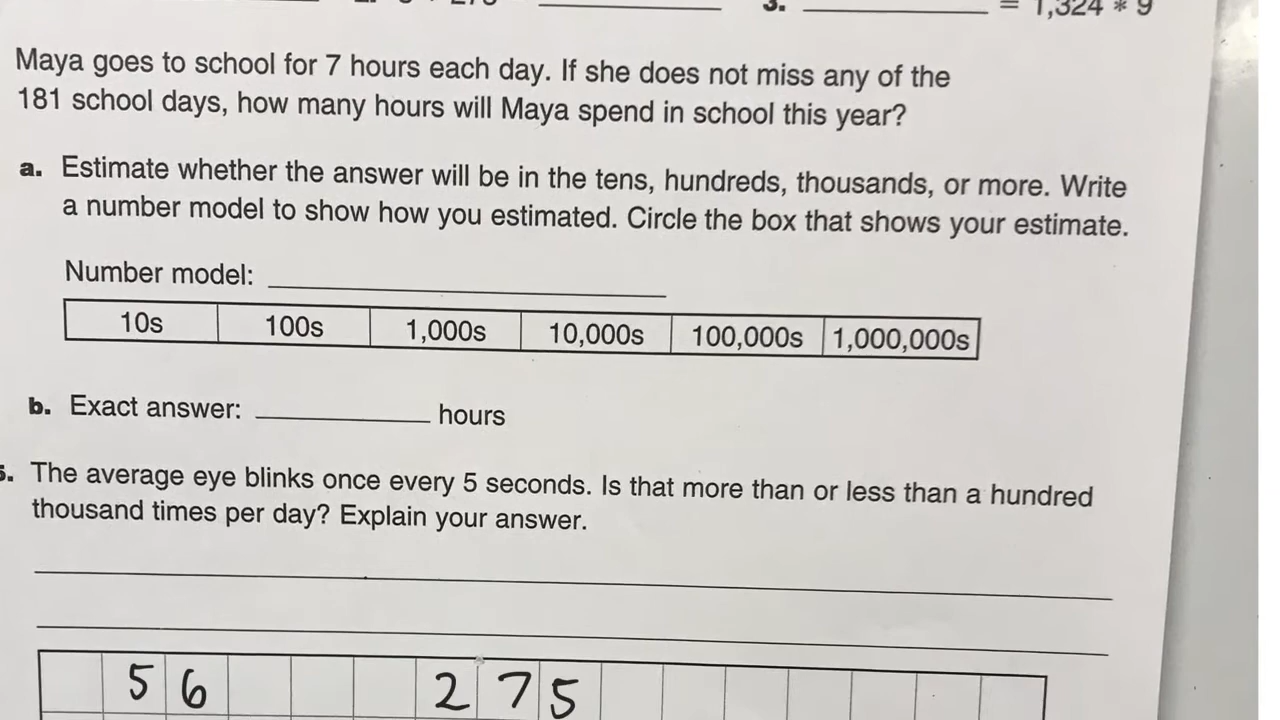 3. = 1,324 * 9
Maya goes to school for 7 hours each day. If she does not miss any of the
181 school days, how many hours will Maya spend in school this year?
a. Estimate whether the answer will be in the tens, hundreds, thousands, or more. Write
a number model to show how you estimated. Circle the box that shows your estimate.
Number model:
10s 100s 1,000s 10,000s 100,000s 1,000,000s
b. Exact answer: hours
The average eye blinks once every 5 seconds. Is that more than or less than a hundred
thousand times per day? Explain your answer.
5 6 2 7 5